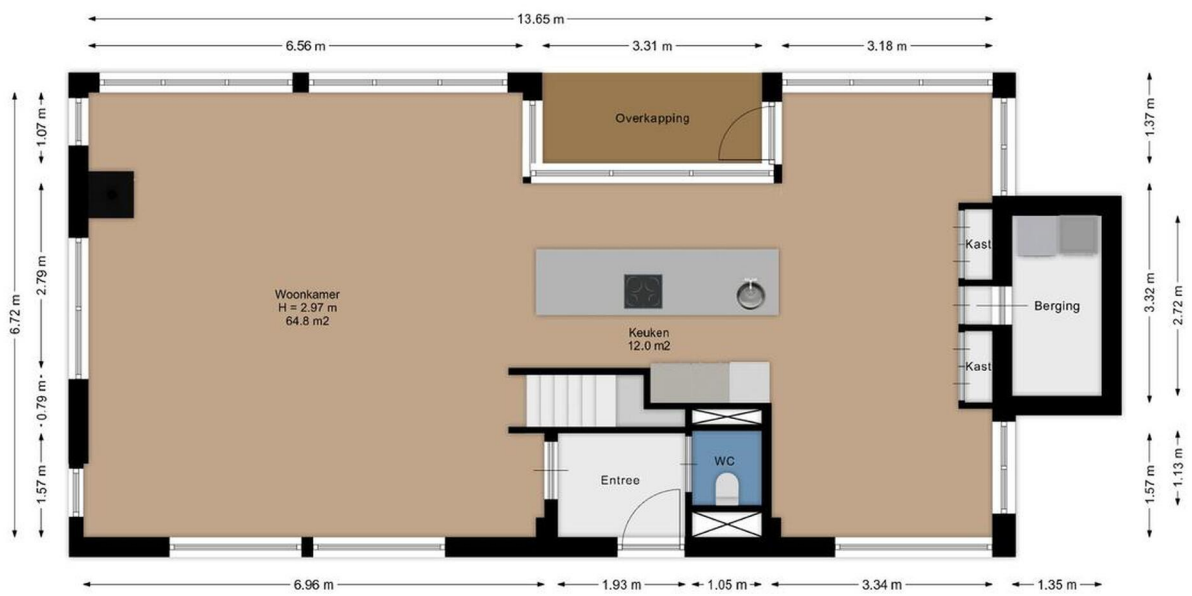 13.65 m
6.56 m
3.31 m
3.18 m
1.07 m
1.37 m
Overkapping
2.79 m
6.72 m
Woonkamer
H = 2.97 m
64.8 m2
Keuken
12.0 m2
Kast
Berging
3.32 m
2.72 m
Kast
0.79 m
WC
Entree
1.57 m
1.57 m
1.13 m
6.96 m
1.93 m
1.05 m
3.34 m
1.35 m